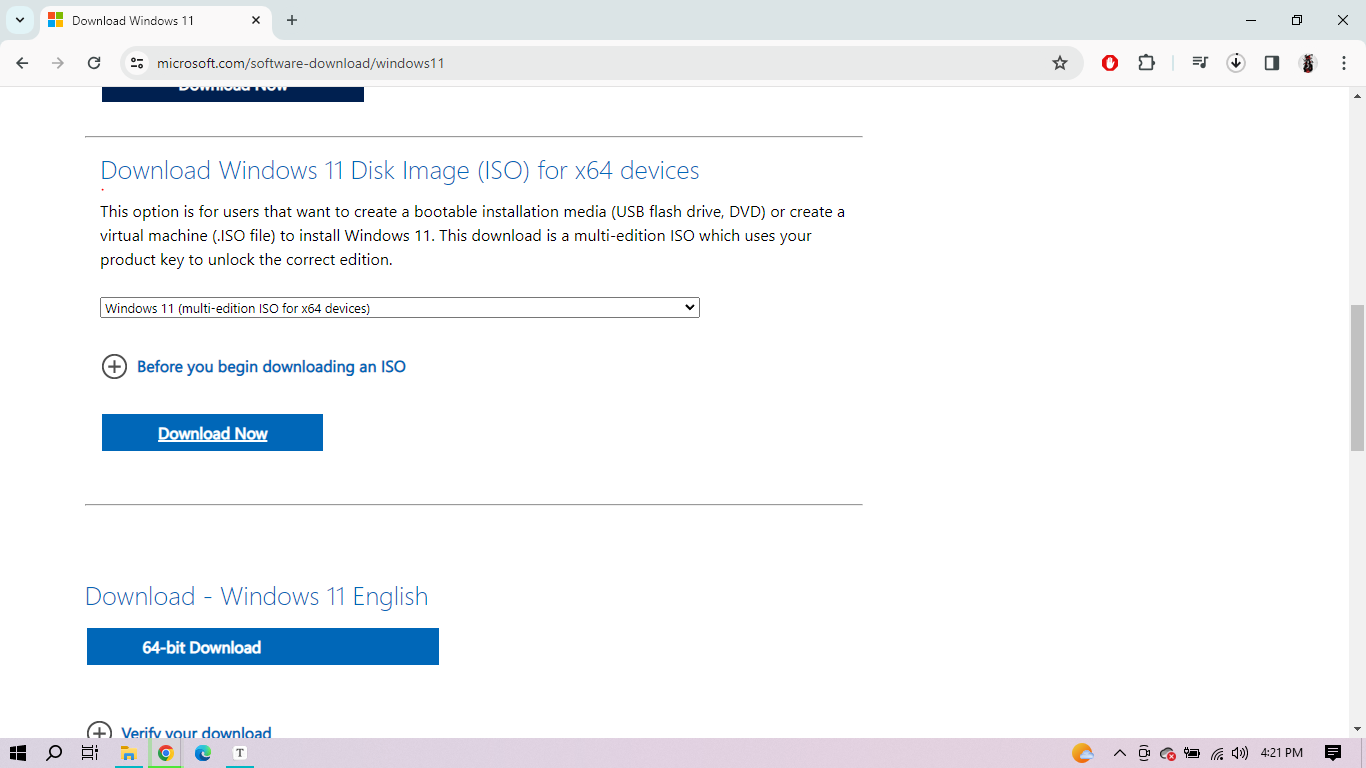 Download Windows 11
microsoft.com/software-download/windows11
Download Now
Download Windows 11 Disk Image (ISO) for x64 devices
This option is for users that want to create a bootable installation media (USB flash drive, DVD) or create a
virtual machine (.ISO file) to install Windows 11. This download is a multi-edition ISO which uses your
product key to unlock the correct edition.
Windows 11 (multi-edition ISO for x64 devices)
Before you begin downloading an ISO
Download Now
Download - Windows 11 English
64-bit Download
Verify your download
T
4:21 PM